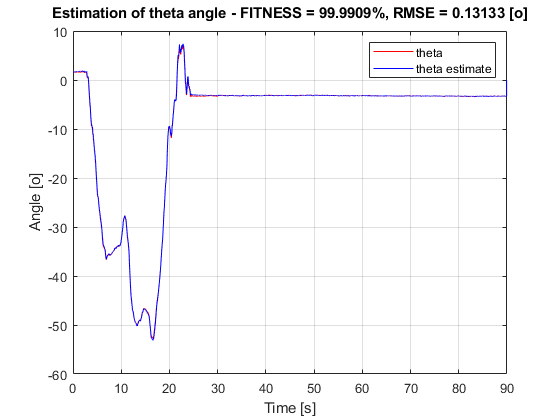 Estimation of theta angle - FITNESS = 99.9909%, RMSE = 0.13133 [o]
theta
theta estimate
Angle [o]
10
0
-10
-20
-30
-40
-50
-60
0 10 20 30 40 50 60 70 80 90
Time [s]